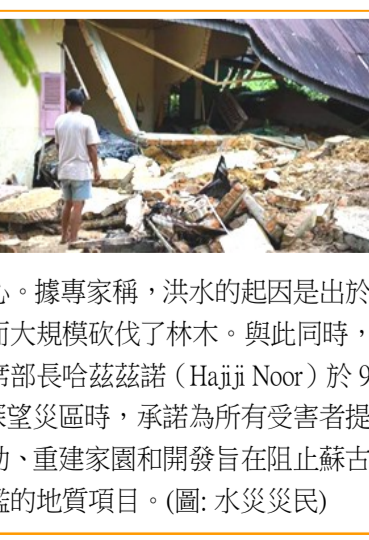 心。據專家稱，洪水的起因是出於
而大規模砍伐了林木。與此同時，
席部長哈茲茲諾（Hajji Noor）於 9
探望災區時，承諾為所有受害者提
助、重建家園和開發旨在阻止蘇古
濫的地質項目。(圖: 水災災民)